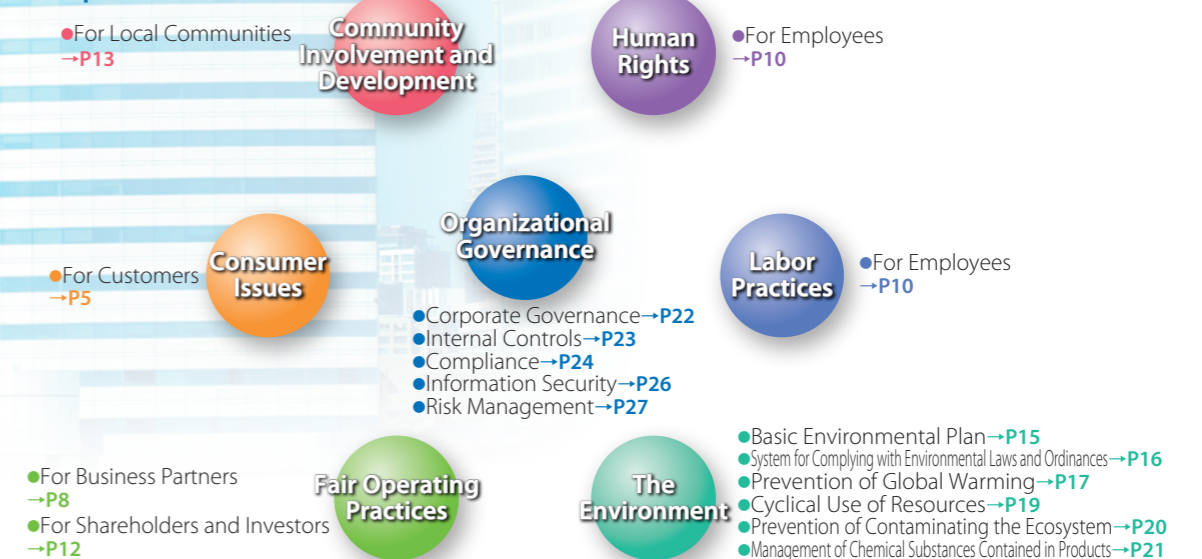 ●For Local Communities
→P13
Community
Involvement and
Development
Human
Rights
●For Employees
→P10
Organizational
Governance
●Corporate Governance→P22
●Internal Controls→P23
●Compliance→P24
●Information Security→P26
●Risk Management→P27
●For Customers
→P5
Consumer
Issues
Labor
Practices
●For Employees
→P10
●For Business Partners
→P8
●For Shareholders and Investors
→P12
Fair Operating
Practices
The
Environment
●Basic Environmental Plan→P15
●System for Complying with Environmental Laws and Ordinances→P16
●Prevention of Global Warming→P17
●Cyclical Use of Resources→P19
●Prevention of Contaminating the Ecosystem→P20
●Management of Chemical Substances Contained in Products→P21